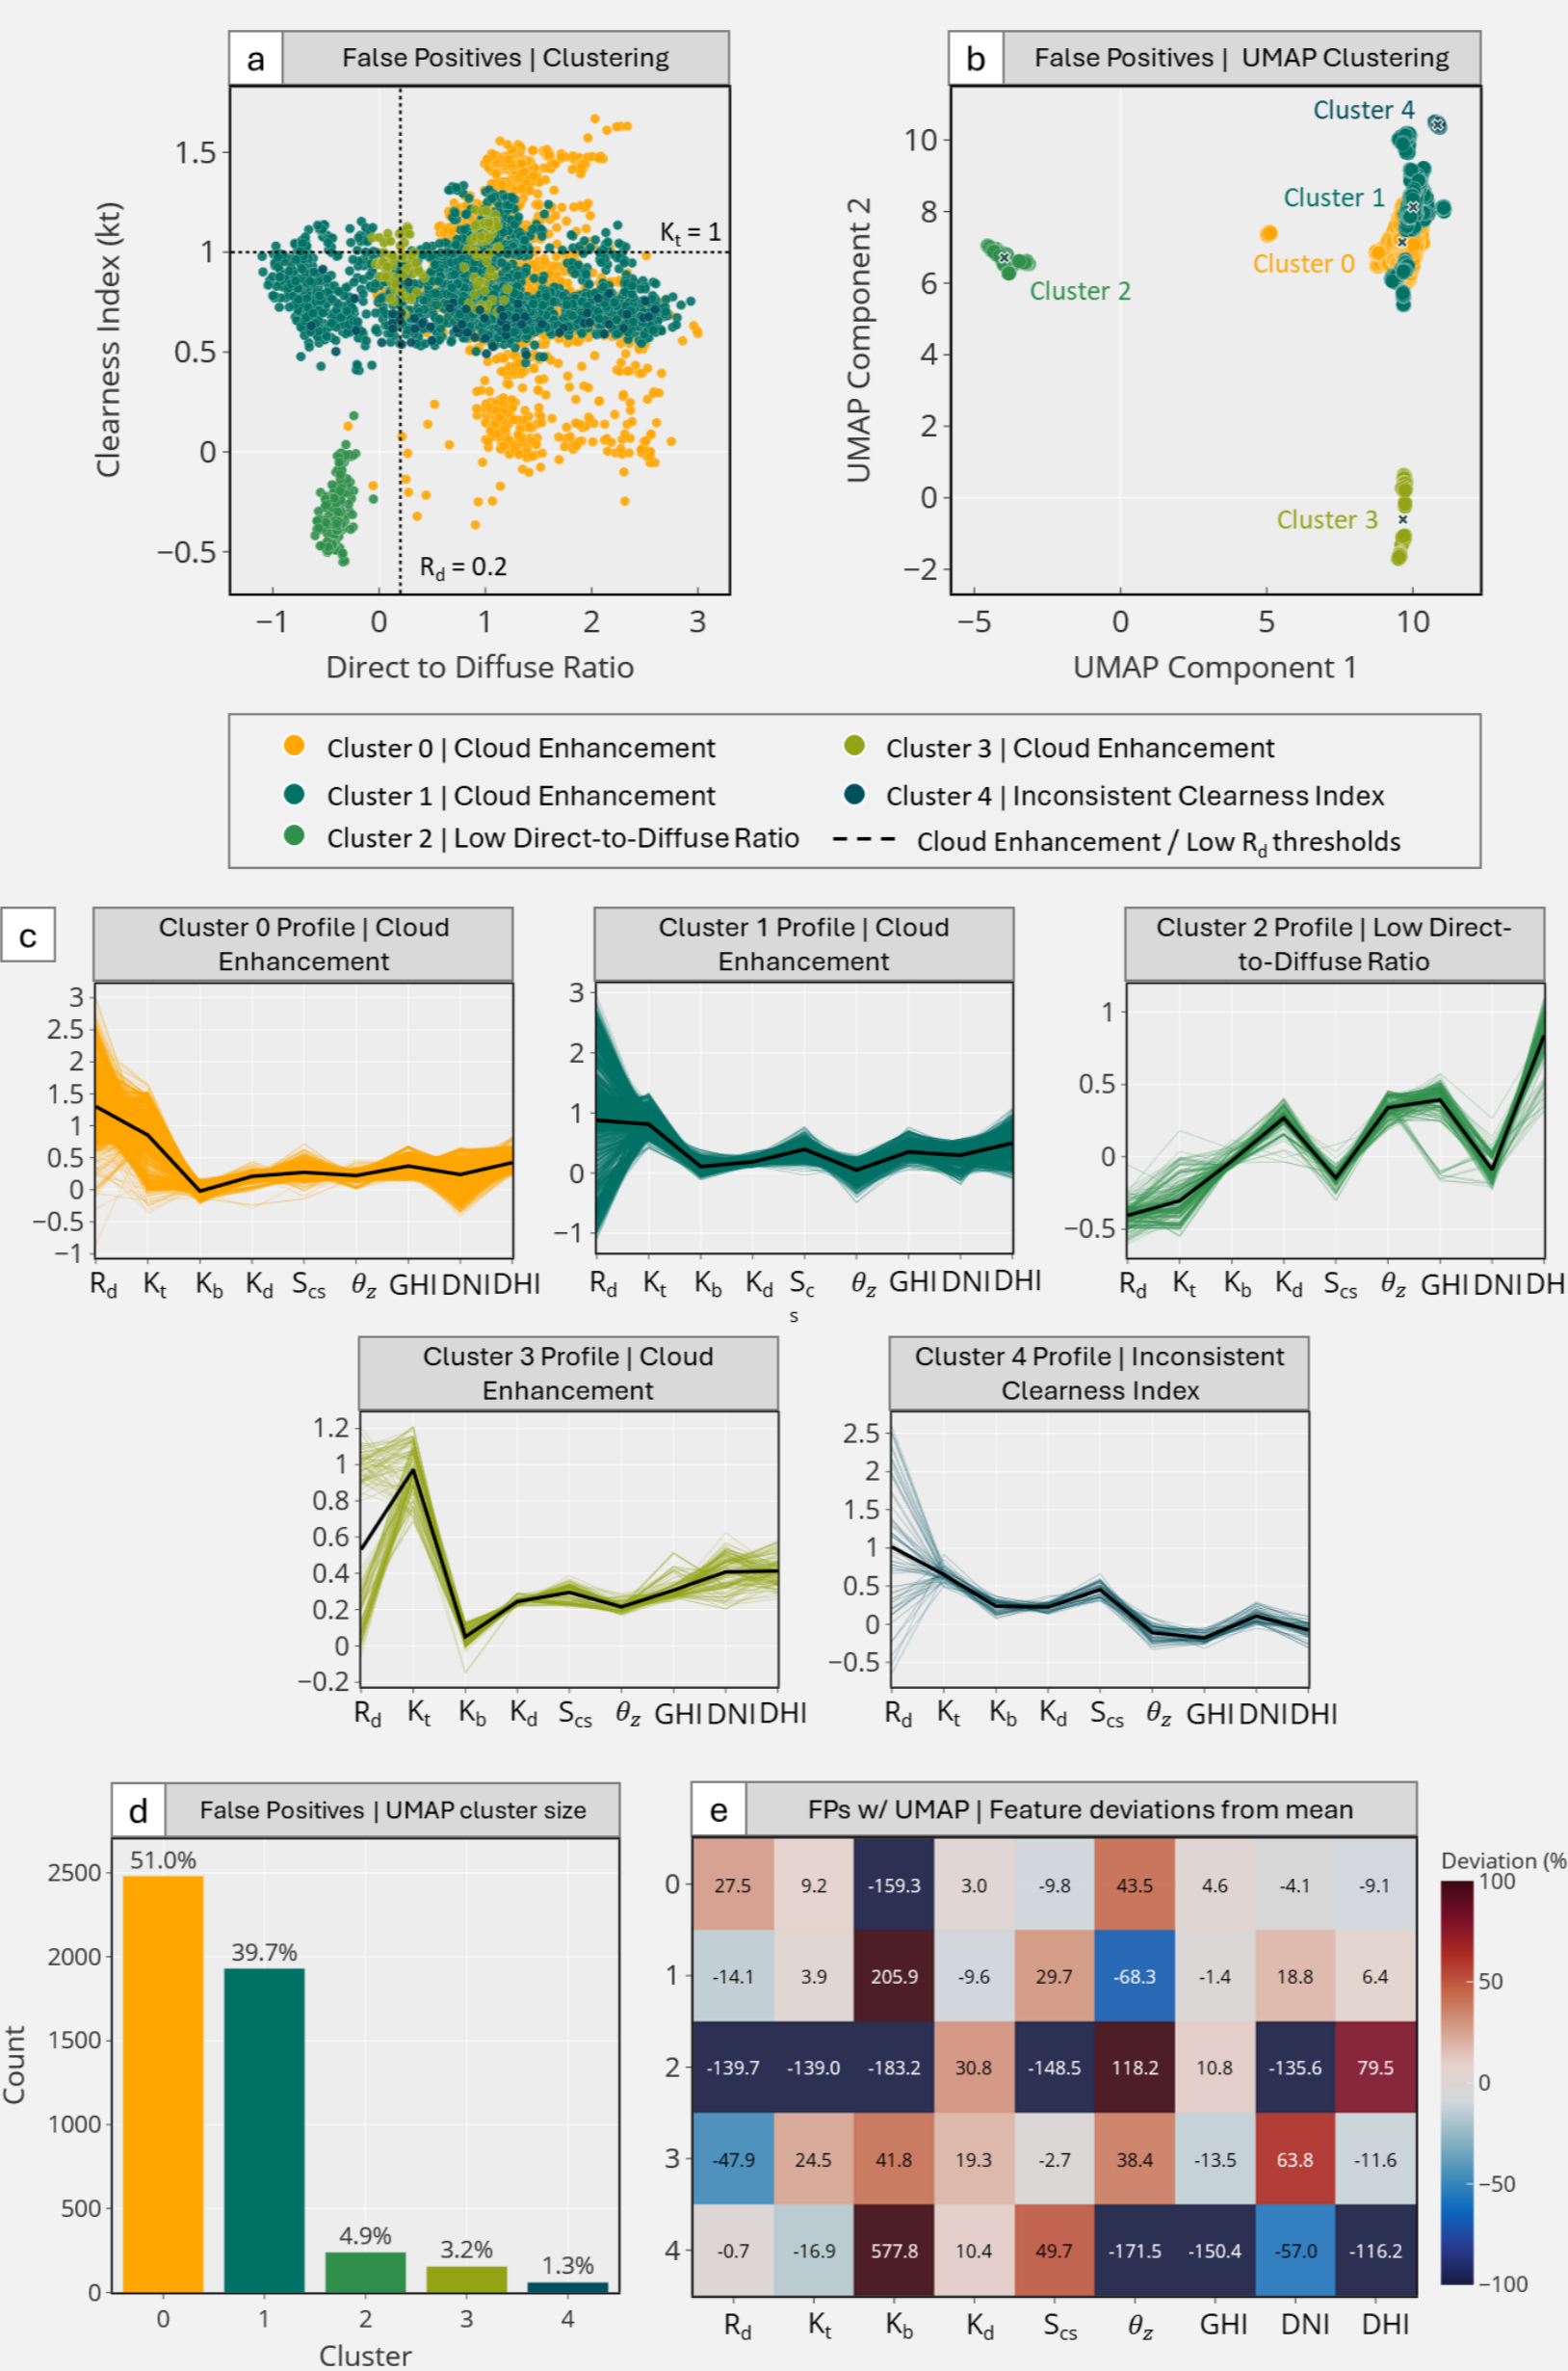 a
False Positives | Clustering
1.5
1
0.5
0
−0.5
Clearness Index (kt)
Kt = 1
Rd = 0.2
−1
0
1
2
3
Direct to Diffuse Ratio
b
False Positives | UMAP Clustering
10
8
6
4
2
0
−2
UMAP Component 2
Cluster 4
Cluster 1
Cluster 0
Cluster 2
Cluster 3
−5
0
5
10
UMAP Component 1
Cluster 0 | Cloud Enhancement
Cluster 3 | Cloud Enhancement
Cluster 1 | Cloud Enhancement
Cluster 4 | Inconsistent Clearness Index
Cluster 2 | Low Direct-to-Diffuse Ratio
Cloud Enhancement / Low Rd thresholds
c
Cluster 0 Profile | Cloud
Enhancement
3
2.5
2
1.5
1
0.5
0
−0.5
−1
Rd Kt Kb Kd Scs θz GHI DNI DHI
Cluster 1 Profile | Cloud
Enhancement
3
2
1
0
−1
Rd Kt Kb Kd Sc θz GHI DNI DHI
s
Cluster 2 Profile | Low Direct-
to-Diffuse Ratio
1
0.5
0
−0.5
Rd Kt Kb Kd Scs θz GHI DNI DH
Cluster 3 Profile | Cloud
Enhancement
1.2
1
0.8
0.6
0.4
0.2
0
−0.2
Rd Kt Kb Kd Scs θz GHI DNI DHI
Cluster 4 Profile | Inconsistent
Clearness Index
2.5
2
1.5
1
0.5
0
−0.5
Rd Kt Kb Kd Scs θz GHI DNI DHI
d
False Positives | UMAP cluster size
2500
2000
1500
1000
500
0
Count
51.0%
39.7%
4.9%
3.2%
1.3%
0 1 2 3 4
Cluster
e
FPs w/ UMAP | Feature deviations from mean
0 27.5 9.2 -159.3 3.0 -9.8 43.5 4.6 -4.1 -9.1
1 -14.1 3.9 205.9 -9.6 29.7 -68.3 -1.4 18.8 6.4
2 -139.7 -139.0 -183.2 30.8 -148.5 118.2 10.8 -135.6 79.5
3 -47.9 24.5 41.8 19.3 -2.7 38.4 -13.5 63.8 -11.6
4 -0.7 -16.9 577.8 10.4 49.7 -171.5 -150.4 -57.0 -116.2
Rd Kt Kb Kd Scs θz GHI DNI DHI
Deviation (%
100
50
0
−50
−100